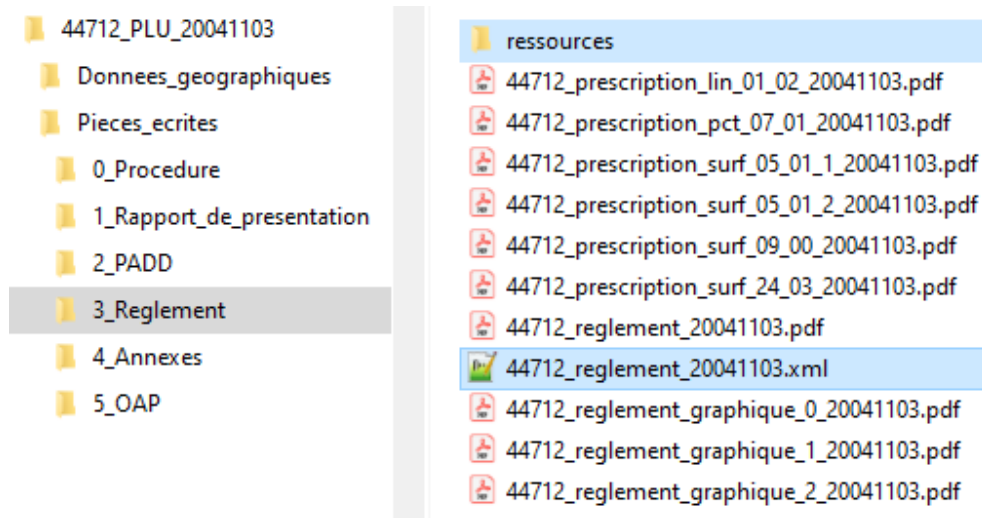 44712_PLU_20041103
Donnees_geographiques
Pieces_ecrites
0_Procedure
1_Rapport_de_presentation
2_PADD
3_Reglement
4_Annexes
5_OAP
ressources
44712_prescription_lin_01_02_20041103.pdf
44712_prescription_pct_07_01_20041103.pdf
44712_prescription_surf_05_01_1_20041103.pdf
44712_prescription_surf_05_01_2_20041103.pdf
44712_prescription_surf_09_00_20041103.pdf
44712_prescription_surf_24_03_20041103.pdf
44712_reglement_20041103.pdf
44712_reglement_20041103.xml
44712_reglement_graphique_0_20041103.pdf
44712_reglement_graphique_1_20041103.pdf
44712_reglement_graphique_2_20041103.pdf